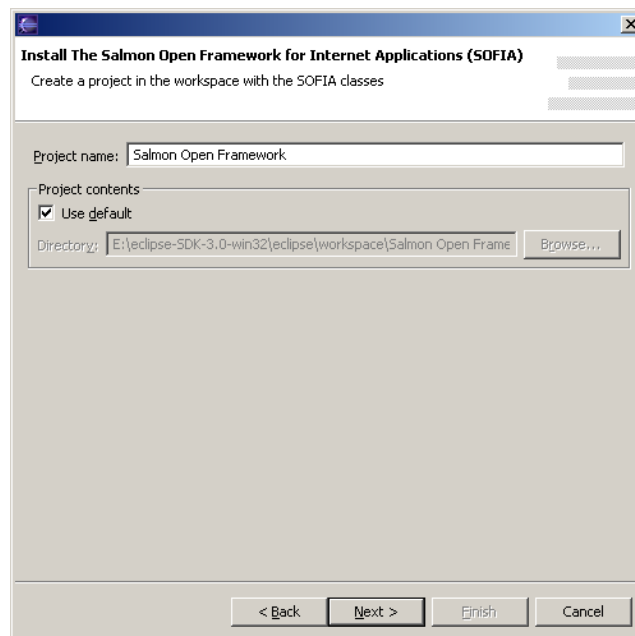 Install The Salmon Open Framework for Internet Applications (SOFIA)
Create a project in the workspace with the SOFIA classes
Project name: Salmon Open Framework
Project contents
Use default
Directory: E:\eclipse-SDK-3.0-win32\eclipse\workspace\Salmon Open Frame Browse...
< Back Next > Finish Cancel